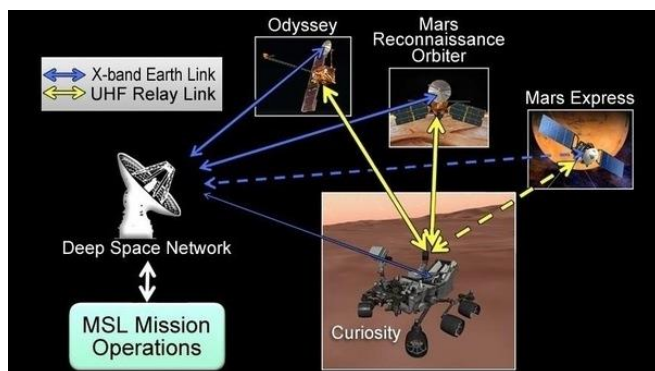 Odyssey
Mars
Reconnaissance
Orbiter
X-band Earth Link
UHF Relay Link
Mars Express
Deep Space Network
MSL Mission
Operations
Curiosity